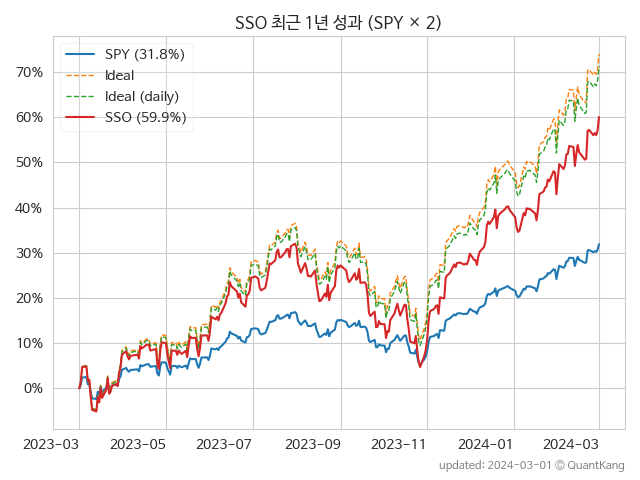 SSO 최근 1년 성과 (SPY × 2)
SPY (31.8%)
Ideal
Ideal (daily)
SSO (59.9%)
70%
60%
50%
40%
30%
20%
10%
0%
2023-03
2023-05
2023-07
2023-09
2023-11
2024-01
2024-03
updated: 2024-03-01 © QuantKang